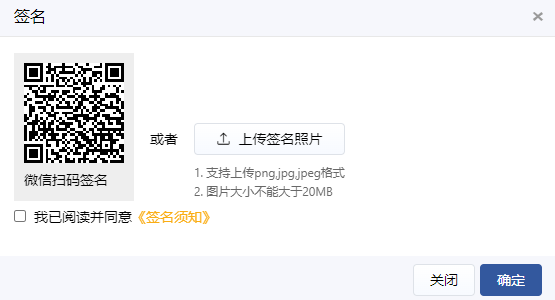 签名
或者
上传签名照片
微信扫码签名
1. 支持上传png,jpg,jpeg格式
2. 图片大小不能大于20MB
我已阅读并同意《签名须知》
关闭
确定